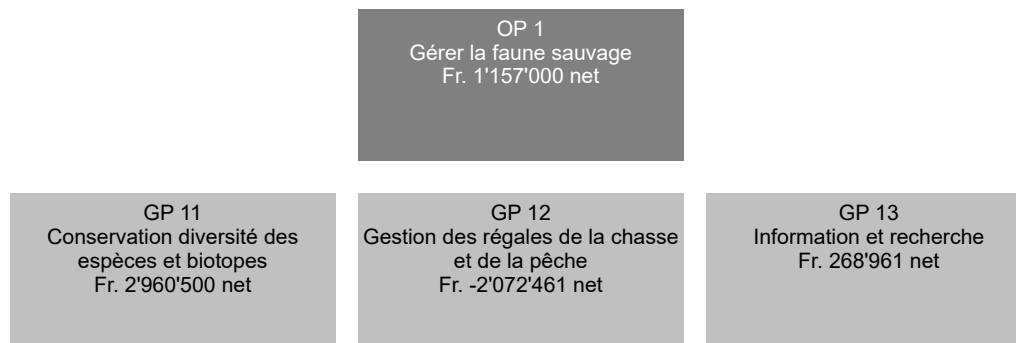 OP 1
Gérer la faune sauvage
Fr. 1'157'000 net
GP 11
Conservation diversité des
espèces et biotopes
Fr. 2'960'500 net
GP 12
Gestion des régales de la chasse
et de la pêche
Fr. -2'072'461 net
GP 13
Information et recherche
Fr. 268'961 net